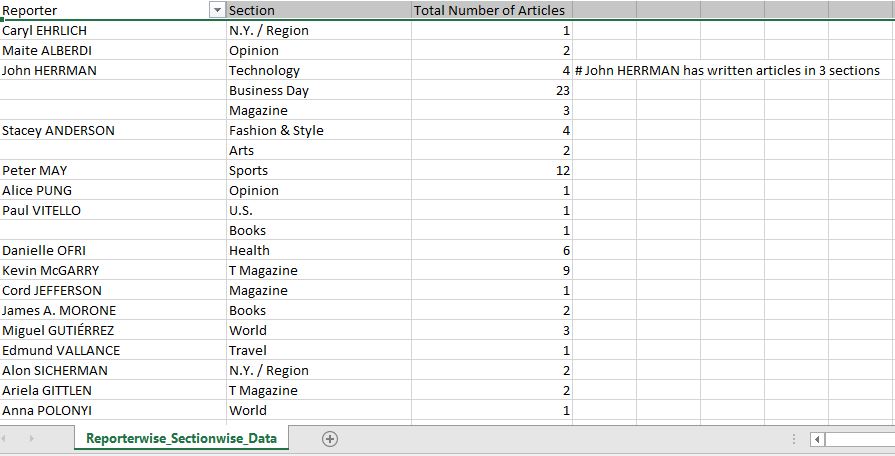 Reporter Section Total Number of Articles
Caryl EHRLICH N.Y. / Region 1
Maite ALBERDI Opinion 2
John HERRMAN Technology 4 # John HERRMAN has written articles in 3 sections
Business Day 23
Magazine 3
Stacey ANDERSON Fashion & Style 4
Arts 2
Peter MAY Sports 12
Alice PUNG Opinion 1
Paul VITELLO U.S. 1
Books 1
Danielle OFRI Health 6
Kevin McGARRY T Magazine 9
Cord JEFFERSON Magazine 1
James A. MORONE Books 2
Miguel GUTIÉRREZ World 3
Edmund VALLANCE Travel 1
Alon SICHERMAN N.Y. / Region 2
Ariela GITTLEN T Magazine 2
Anna POLONYI World 1
Reporterwise_Sectionwise_Data